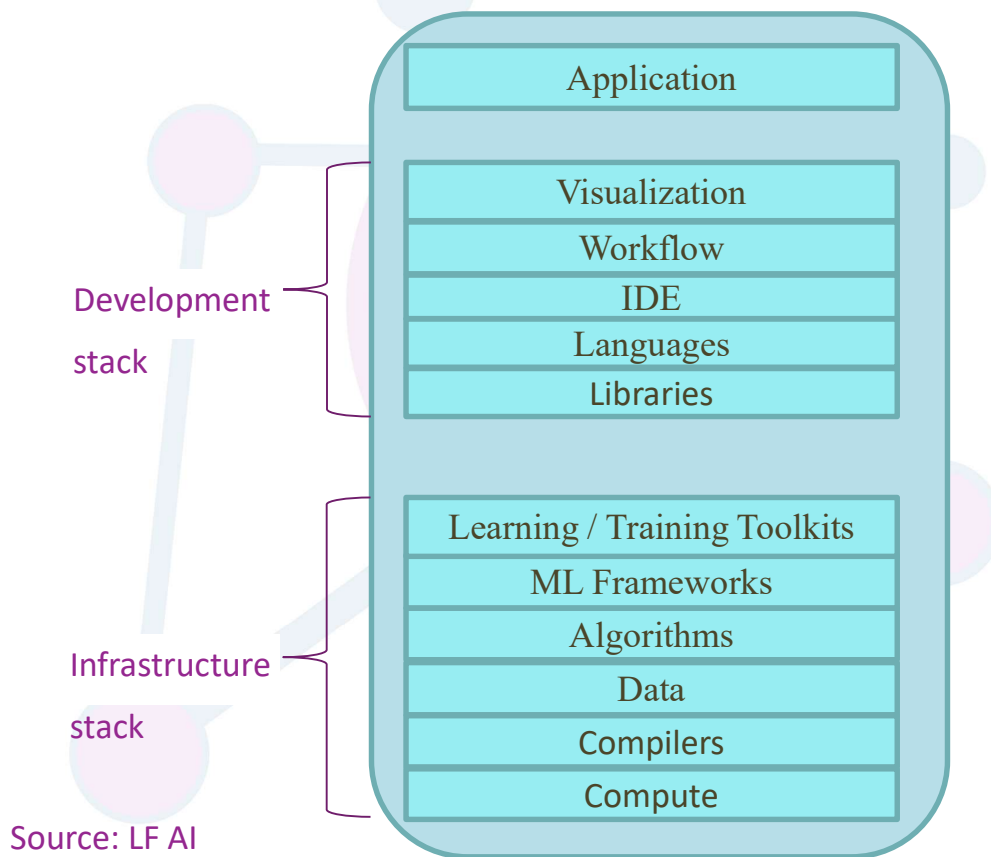 Application
Development
stack
Visualization
Workflow
IDE
Languages
Libraries
Infrastructure
stack
Learning / Training Toolkits
ML Frameworks
Algorithms
Data
Compilers
Compute
Source: LF AI